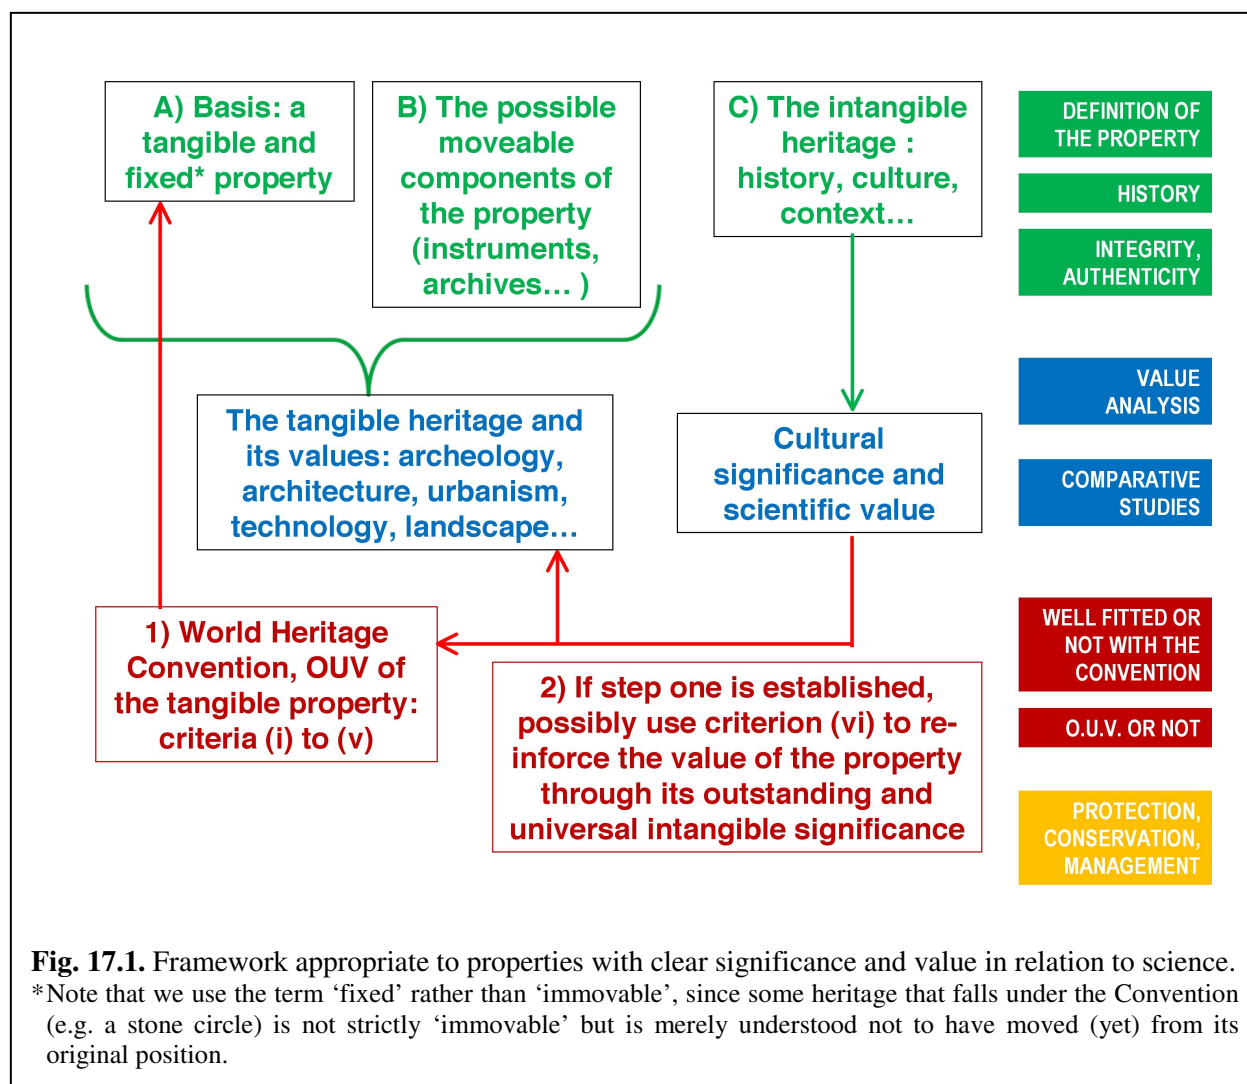 A) Basis: a
tangible and
fixed* property
B) The possible
moveable
components of
the property
(instruments,
archives… )
C) The intangible
heritage :
history, culture,
context…
DEFINITION OF
THE PROPERTY
HISTORY
INTEGRITY,
AUTHENTICITY
The tangible heritage and
its values: archeology,
architecture, urbanism,
technology, landscape…
Cultural
significance and
scientific value
VALUE
ANALYSIS
COMPARATIVE
STUDIES
1) World Heritage
Convention, OUV of
the tangible property:
criteria (i) to (v)
2) If step one is established,
possibly use criterion (vi) to re-
inforce the value of the property
through its outstanding and
universal intangible significance
WELL FITTED OR
NOT WITH THE
CONVENTION
O.U.V. OR NOT
PROTECTION,
CONSERVATION,
MANAGEMENT
Fig. 17.1. Framework appropriate to properties with clear significance and value in relation to science.
*Note that we use the term ‘fixed’ rather than ‘immovable’, since some heritage that falls under the Convention
(e.g. a stone circle) is not strictly ‘immovable’ but is merely understood not to have moved (yet) from its
original position.